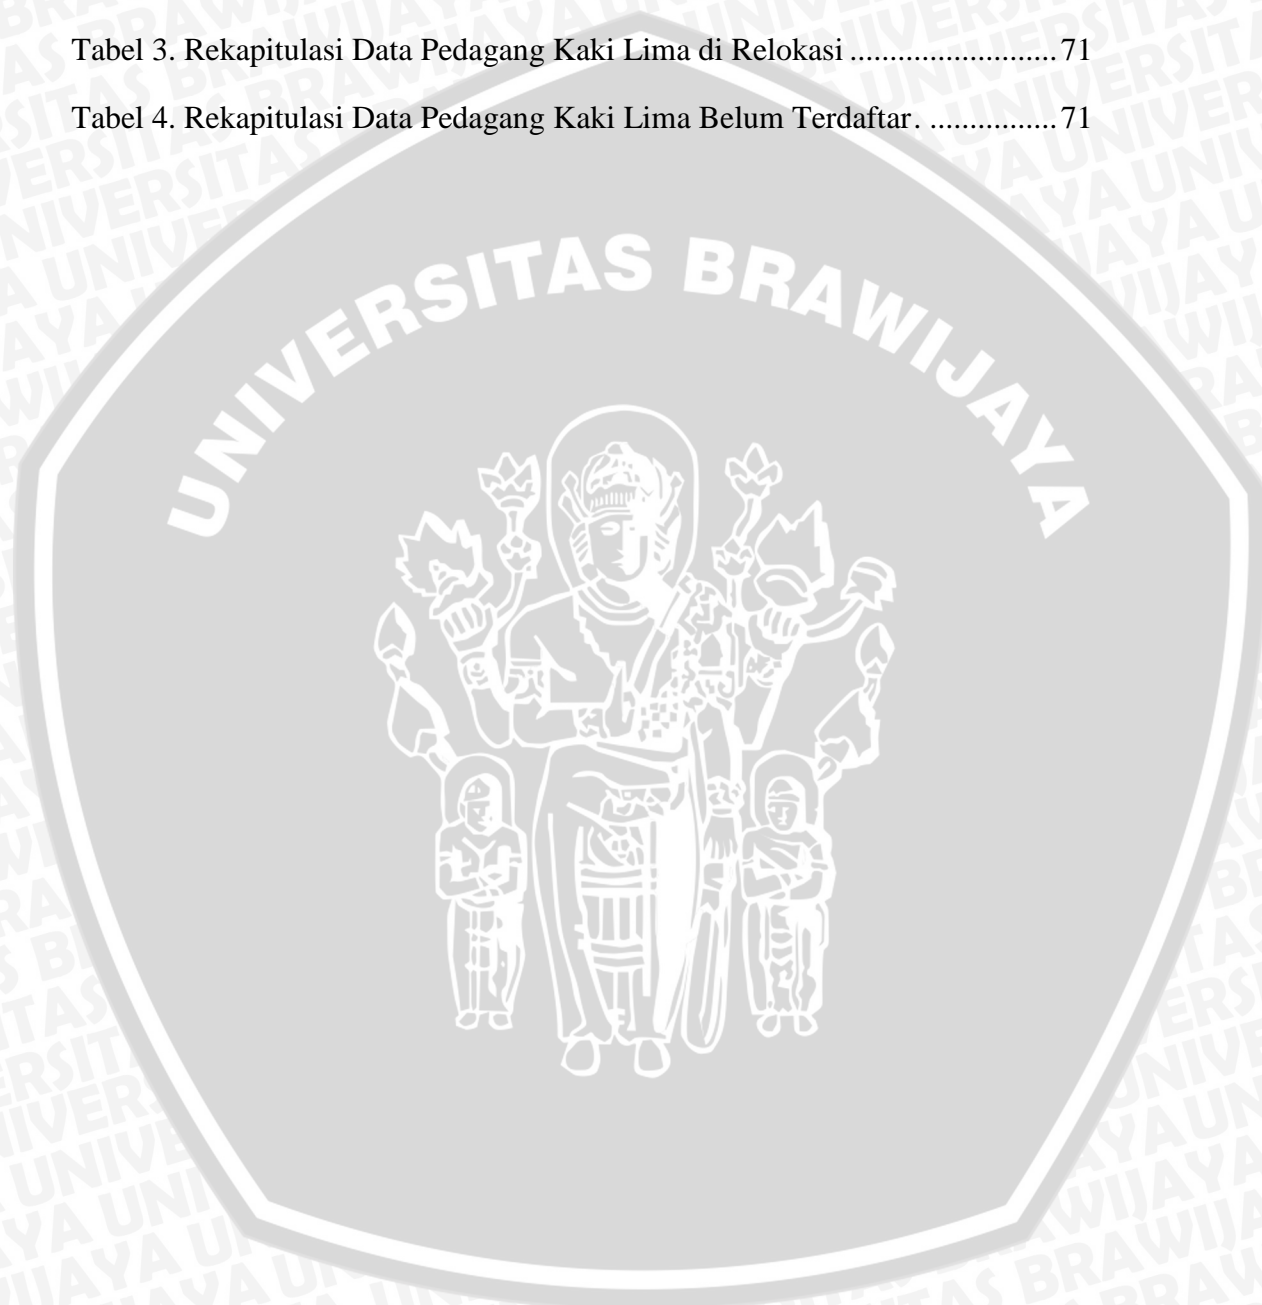 Tabel 3. Rekapitulasi Data Pedagang Kaki Lima di Relokasi .......................... 71
Tabel 4. Rekapitulasi Data Pedagang Kaki Lima Belum Terdaftar. ................ 71
UNIVERSITAS BRAWIJAYA